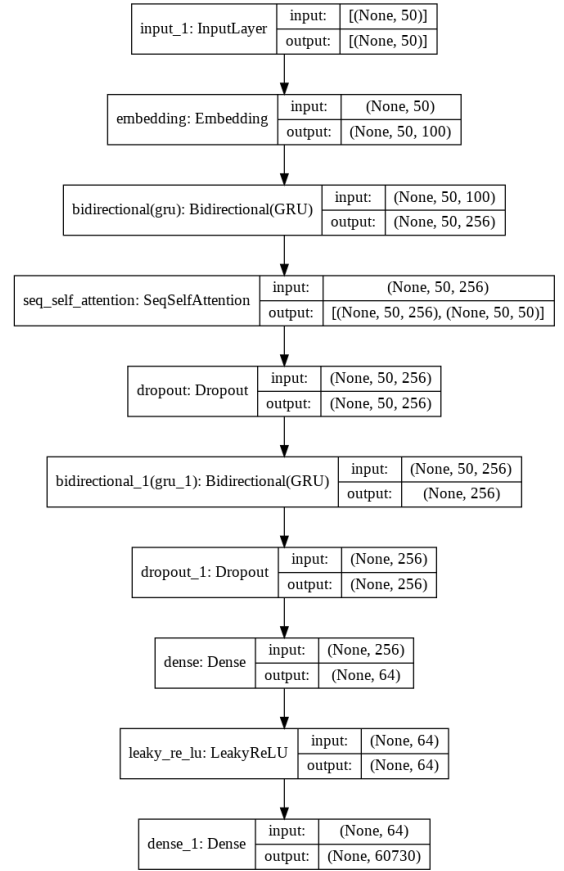 input_1: InputLayer
input: [(None, 50)]
output: [(None, 50)]
embedding: Embedding
input: (None, 50)
output: (None, 50, 100)
bidirectional(gru): Bidirectional(GRU)
input: (None, 50, 100)
output: (None, 50, 256)
seq_self_attention: SeqSelfAttention
input: (None, 50, 256)
output: [(None, 50, 256), (None, 50, 50)]
dropout: Dropout
input: (None, 50, 256)
output: (None, 50, 256)
bidirectional_1(gru_1): Bidirectional(GRU)
input: (None, 50, 256)
output: (None, 256)
dropout_1: Dropout
input: (None, 256)
output: (None, 256)
dense: Dense
input: (None, 256)
output: (None, 64)
leaky_re_lu: LeakyReLU
input: (None, 64)
output: (None, 64)
dense_1: Dense
input: (None, 64)
output: (None, 60730)